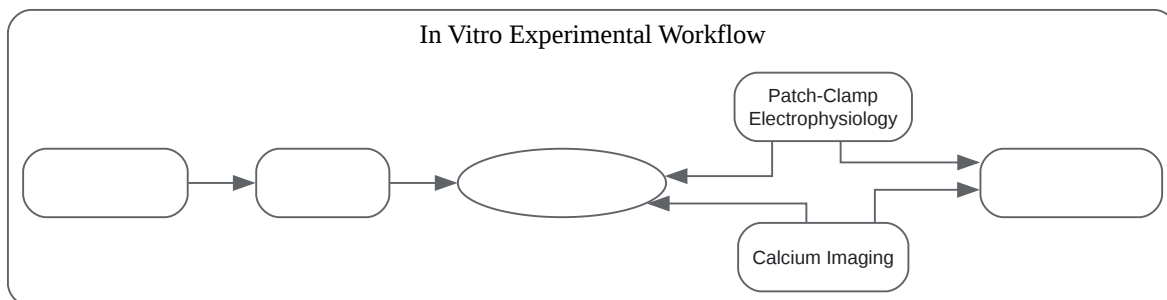 In Vitro Experimental Workflow
Patch-Clamp
Electrophysiology
Calcium Imaging